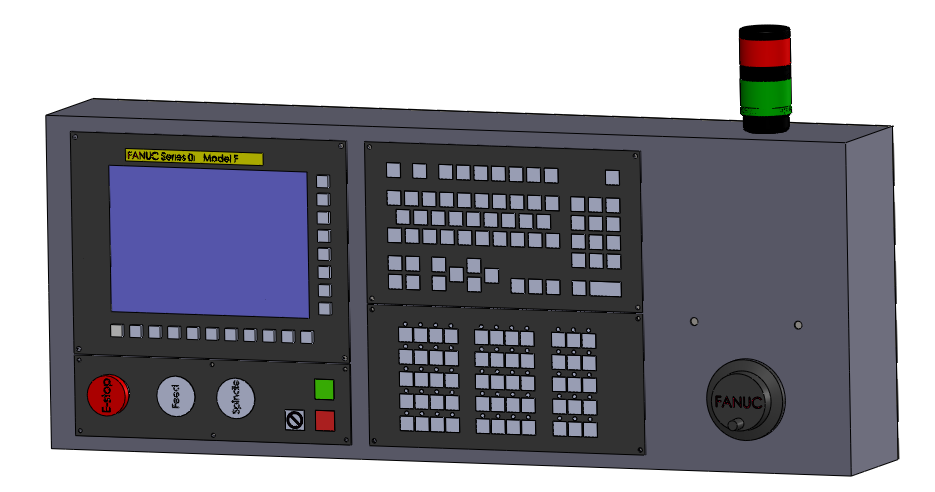 FANUC Series 0i Model F
E-stop
Feed
Spindle
FANUC